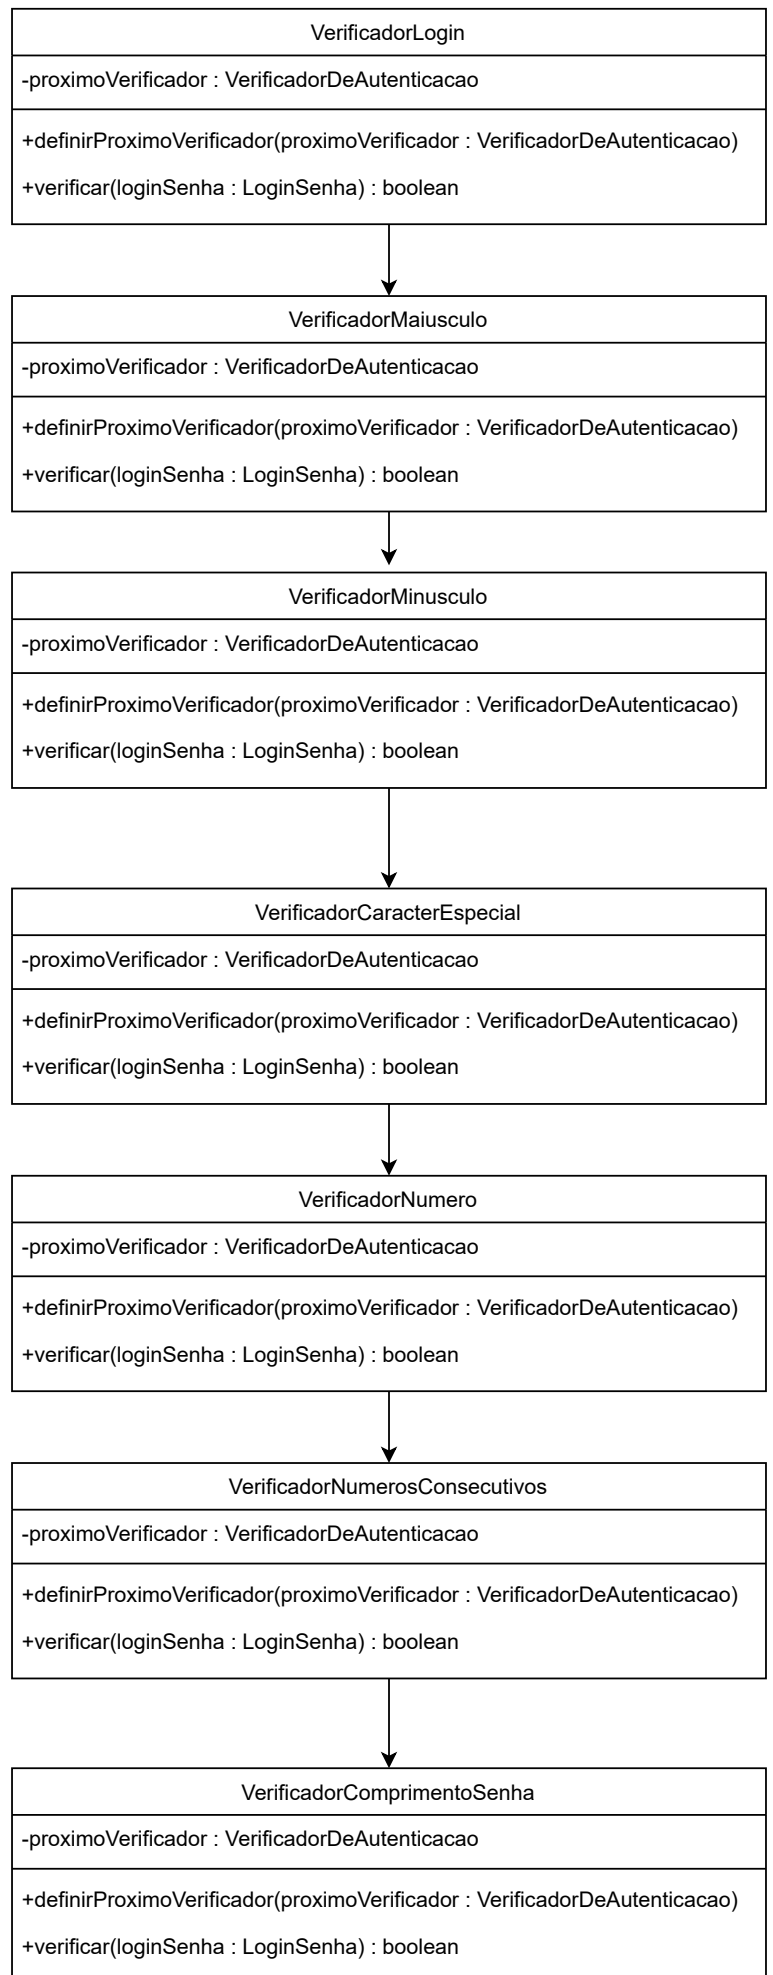 VerificadorLogin
-proximoVerificador : VerificadorDeAutenticacao
+definirProximoVerificador(proximoVerificador : VerificadorDeAutenticacao)
+verificar(loginSenha : LoginSenha) : boolean
VerificadorMaiusculo
-proximoVerificador : VerificadorDeAutenticacao
+definirProximoVerificador(proximoVerificador : VerificadorDeAutenticacao)
+verificar(loginSenha : LoginSenha) : boolean
VerificadorMinusculo
-proximoVerificador : VerificadorDeAutenticacao
+definirProximoVerificador(proximoVerificador : VerificadorDeAutenticacao)
+verificar(loginSenha : LoginSenha) : boolean
VerificadorCaracterEspecial
-proximoVerificador : VerificadorDeAutenticacao
+definirProximoVerificador(proximoVerificador : VerificadorDeAutenticacao)
+verificar(loginSenha : LoginSenha) : boolean
VerificadorNumero
-proximoVerificador : VerificadorDeAutenticacao
+definirProximoVerificador(proximoVerificador : VerificadorDeAutenticacao)
+verificar(loginSenha : LoginSenha) : boolean
VerificadorNumerosConsecutivos
-proximoVerificador : VerificadorDeAutenticacao
+definirProximoVerificador(proximoVerificador : VerificadorDeAutenticacao)
+verificar(loginSenha : LoginSenha) : boolean
VerificadorComprimentoSenha
-proximoVerificador : VerificadorDeAutenticacao
+definirProximoVerificador(proximoVerificador : VerificadorDeAutenticacao)
+verificar(loginSenha : LoginSenha) : boolean